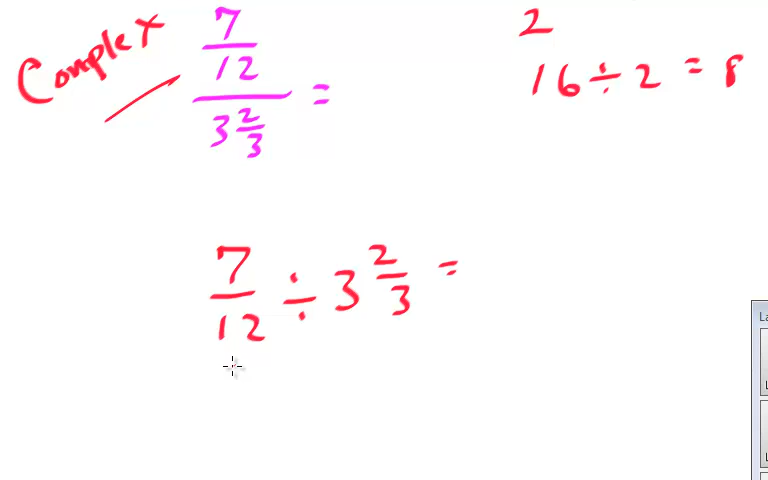 Complex
7/12
/
3 2/3 =
2
16 ÷ 2 = 8
7/12 ÷ 3 2/3 =